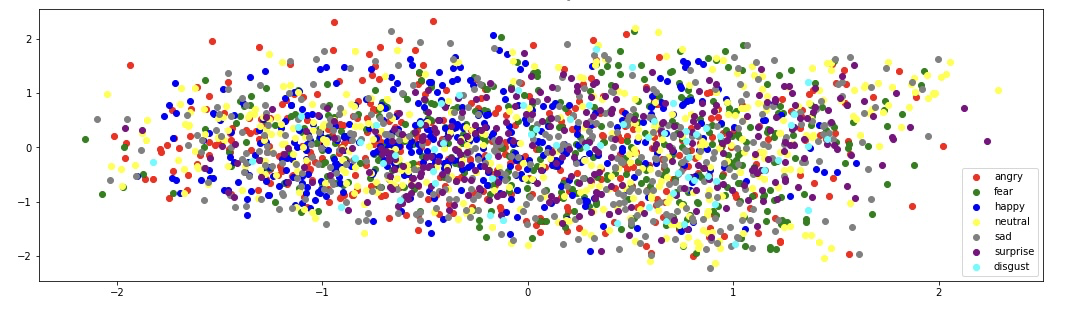 2
1
0
−1
−2
−2
−1
0
1
2
angry
fear
happy
neutral
sad
surprise
disgust